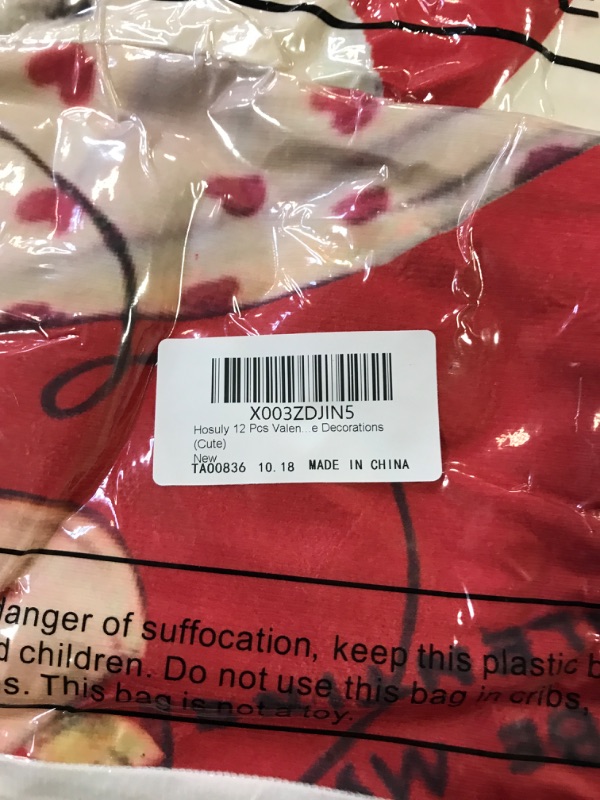 X003ZDJIN5
Hosuly 12 Pcs Valen...e Decorations
(Cute)
New
TA00836 10.18 MADE IN CHINA
danger of suffocation, keep this plastic b
d children. Do not use this bag in cribs,
s. This bag is not a toy.